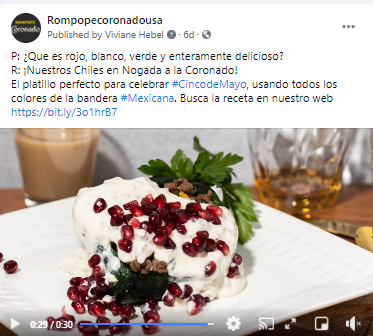 Rompopecoronadousa
Published by Viviane Hebel · 6d ·
Coronado
P: ¿Que es rojo, blanco, verde y enteramente delicioso?
R: ¡Nuestros Chiles en Nogada a la Coronado!
El platillo perfecto para celebrar #CincodeMayo, usando todos los
colores de la bandera #Mexicana. Busca la receta en nuestro web
https://bit.ly/3o1hrB7
0:29 / 0:30